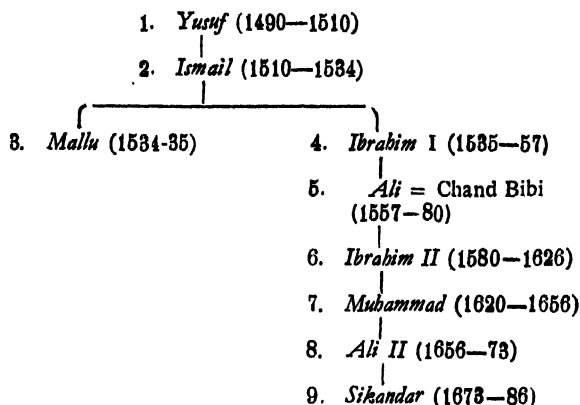 1. Yusuf (1490—1510)
2. Ismail (1510—1534)
3. Mallu (1534-35) 4. Ibrahim I (1535—57)
5. Ali = Chand Bibi
(1557—80)
6. Ibrahim II (1580—1626)
7. Muhammad (1620—1656)
8. Ali II (1656—73)
9. Sikandar (1673—86)